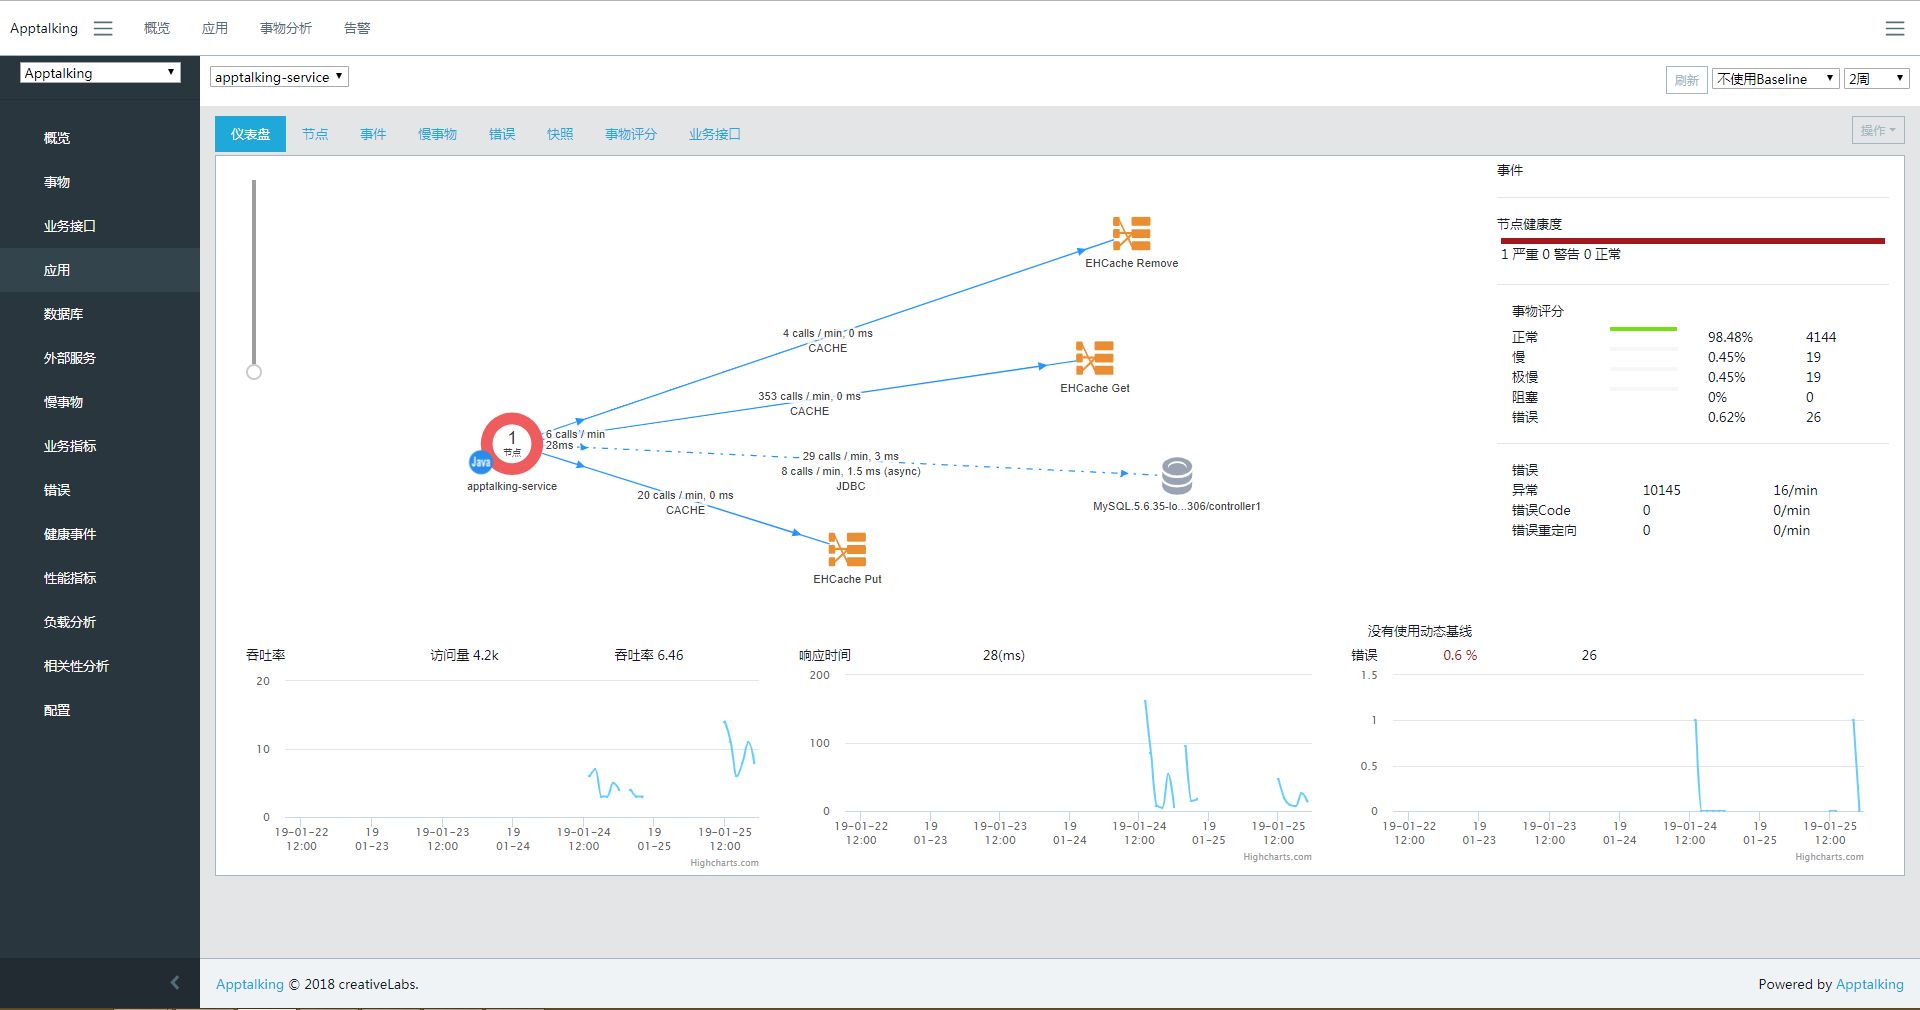 Apptalking 概览 应用 事物分析 告警
Apptalking
apptalking-service
刷新 不使用Baseline 2周
概览
事物
业务接口
应用
数据库
外部服务
慢事物
业务指标
错误
健康事件
性能指标
负载分析
相关性分析
配置
仪表盘 节点 事件 慢事物 错误 快照 事物评分 业务接口
操作
EHCache Remove
4 calls / min, 0 ms
CACHE
EHCache Get
353 calls / min, 0 ms
CACHE
6 calls / min
28ms
1
节点
Java
apptalking-service
29 calls / min, 3 ms
8 calls / min, 1.5 ms (async)
JDBC
MySQL.5.6.35-lo...306/controller1
20 calls / min, 0 ms
CACHE
EHCache Put
事件
节点健康度
1 严重 0 警告 0 正常
事物评分
正常 98.48% 4144
慢 0.45% 19
极慢 0.45% 19
阻塞 0% 0
错误 0.62% 26
错误
异常 10145 16/min
错误Code 0 0/min
错误重定向 0 0/min
吞吐率 访问量 4.2k 吞吐率 6.46
20
10
0
19-01-22 12:00
19 01-23
19-01-23 12:00
19 01-24
19-01-24 12:00
19 01-25
19-01-25 12:00
Highcharts.com
响应时间 28(ms)
200
100
0
19-01-22 12:00
19 01-23
19-01-23 12:00
19 01-24
19-01-24 12:00
19 01-25
19-01-25 12:00
Highcharts.com
没有使用动态基线
错误 0.6 % 26
1.5
1
0.5
0
19-01-22 12:00
19 01-23
19-01-23 12:00
19 01-24
19-01-24 12:00
19 01-25
19-01-25 12:00
Highcharts.com
Apptalking © 2018 creativeLabs.
Powered by Apptalking